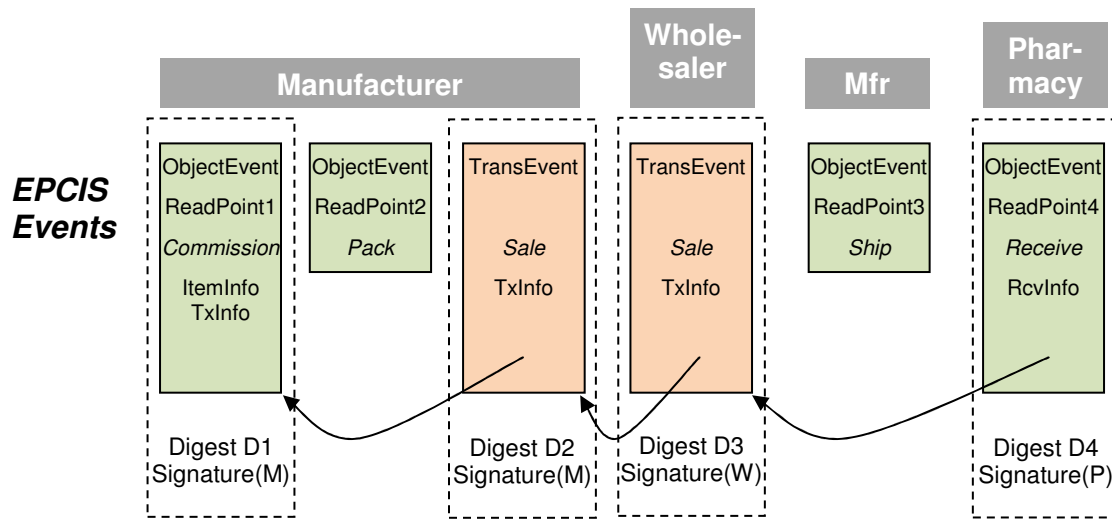 Manufacturer
Whole-
saler
Mfr
Phar-
macy
EPCIS
Events
ObjectEvent
ReadPoint1
Commission
ItemInfo
TxInfo
ObjectEvent
ReadPoint2
Pack
TransEvent
Sale
TxInfo
TransEvent
Sale
TxInfo
ObjectEvent
ReadPoint3
Ship
ObjectEvent
ReadPoint4
Receive
RcvInfo
Digest D1
Signature(M)
Digest D2
Signature(M)
Digest D3
Signature(W)
Digest D4
Signature(P)